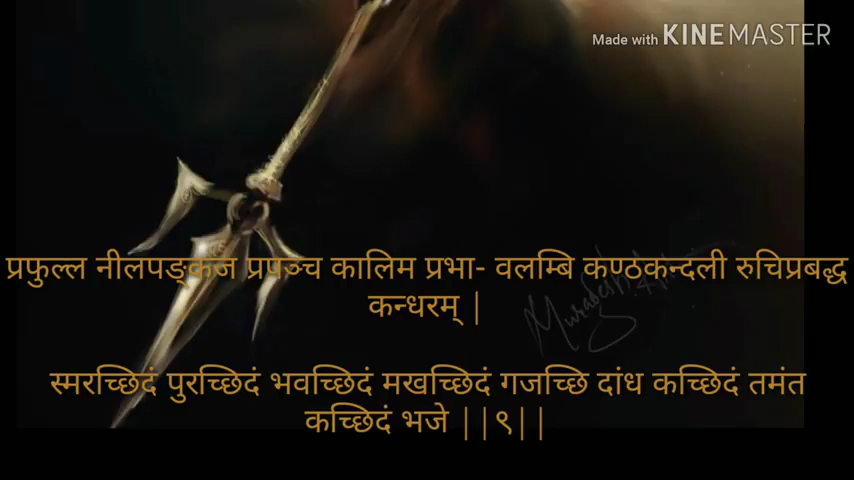 Made with KINEMASTER
प्रफुल्ल नीलपङ्कज प्रपञ्च कालिम प्रभा- वलम्बि कण्ठकन्दली रुचिप्रबद्ध
कन्धरम् |
स्मरच्छिदं पुरच्छिदं भवच्छिदं मखच्छिदं गजच्छि दांध कच्छिदं तमंत
कच्छिदं भजे ||९||